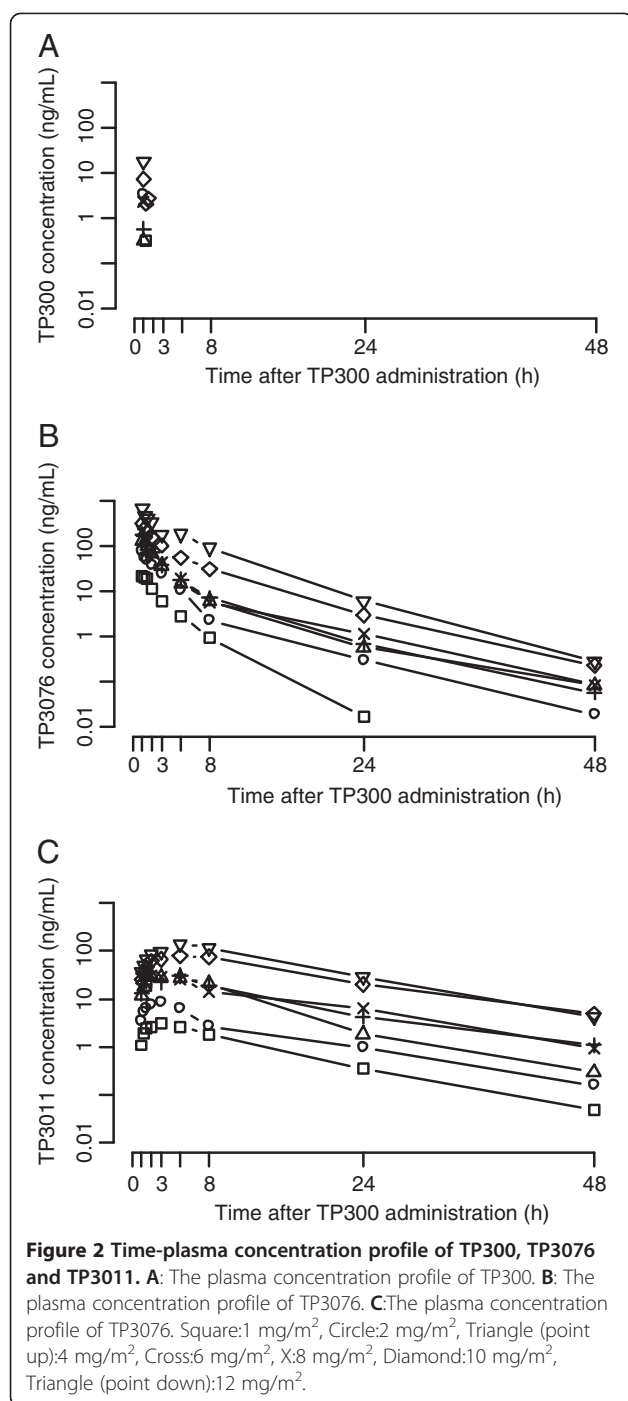 A
TP300 concentration (ng/mL)
100
10
1
0.01
0 3 8 24 48
Time after TP300 administration (h)
B
TP3076 concentration (ng/mL)
100
10
1
0.01
0 3 8 24 48
Time after TP300 administration (h)
C
TP3011 concentration (ng/mL)
100
10
1
0.01
0 3 8 24 48
Time after TP300 administration (h)
Figure 2 Time-plasma concentration profile of TP300, TP3076
and TP3011. A: The plasma concentration profile of TP300. B: The
plasma concentration profile of TP3076. C:The plasma concentration
profile of TP3076. Square:1 mg/m², Circle:2 mg/m², Triangle (point
up):4 mg/m², Cross:6 mg/m², X:8 mg/m², Diamond:10 mg/m²,
Triangle (point down):12 mg/m².